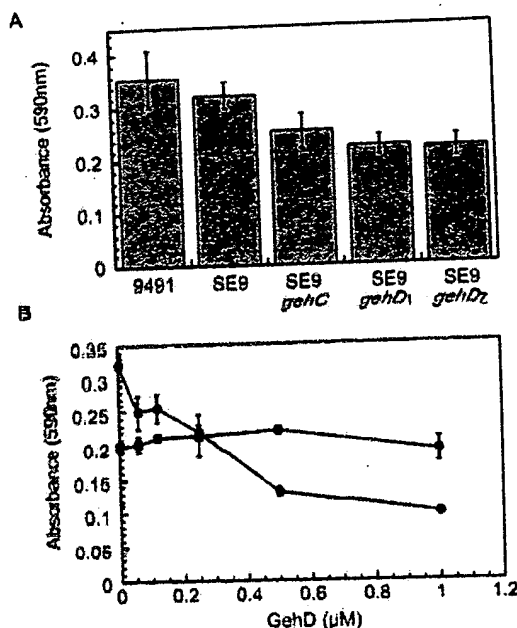 A
Absorbance (590nm)
0.4
0.3
0.2
0.1
0
9491 SE9 SE9 SE9 SE9
gehC gehD1 gehD2
B
Absorbance (590nm)
0.35
0.3
0.25
0.2
0.15
0.1
0.05
0
0 0.2 0.4 0.6 0.8 1 1.2
GehD (µM)